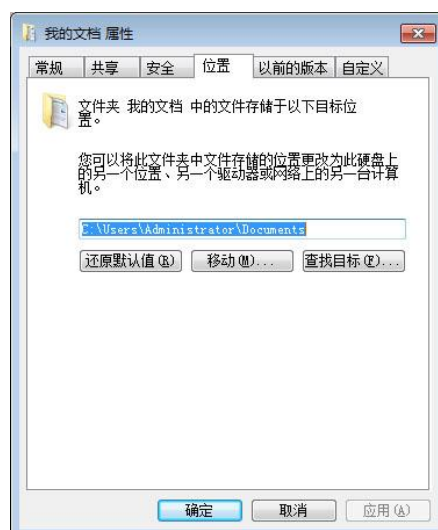 我的文档 属性
常规 共享 安全 位置 以前的版本 自定义
文件夹 我的文档 中的文件存储于以下目标位
置。
您可以将此文件夹中文件存储的位置更改为此硬盘上
的另一个位置、另一个驱动器或网络上的另一台计算
机。
C:\Users\Administrator\Documents
还原默认值(R) 移动(M)... 查找目标(F)...
确定 取消 应用(A)